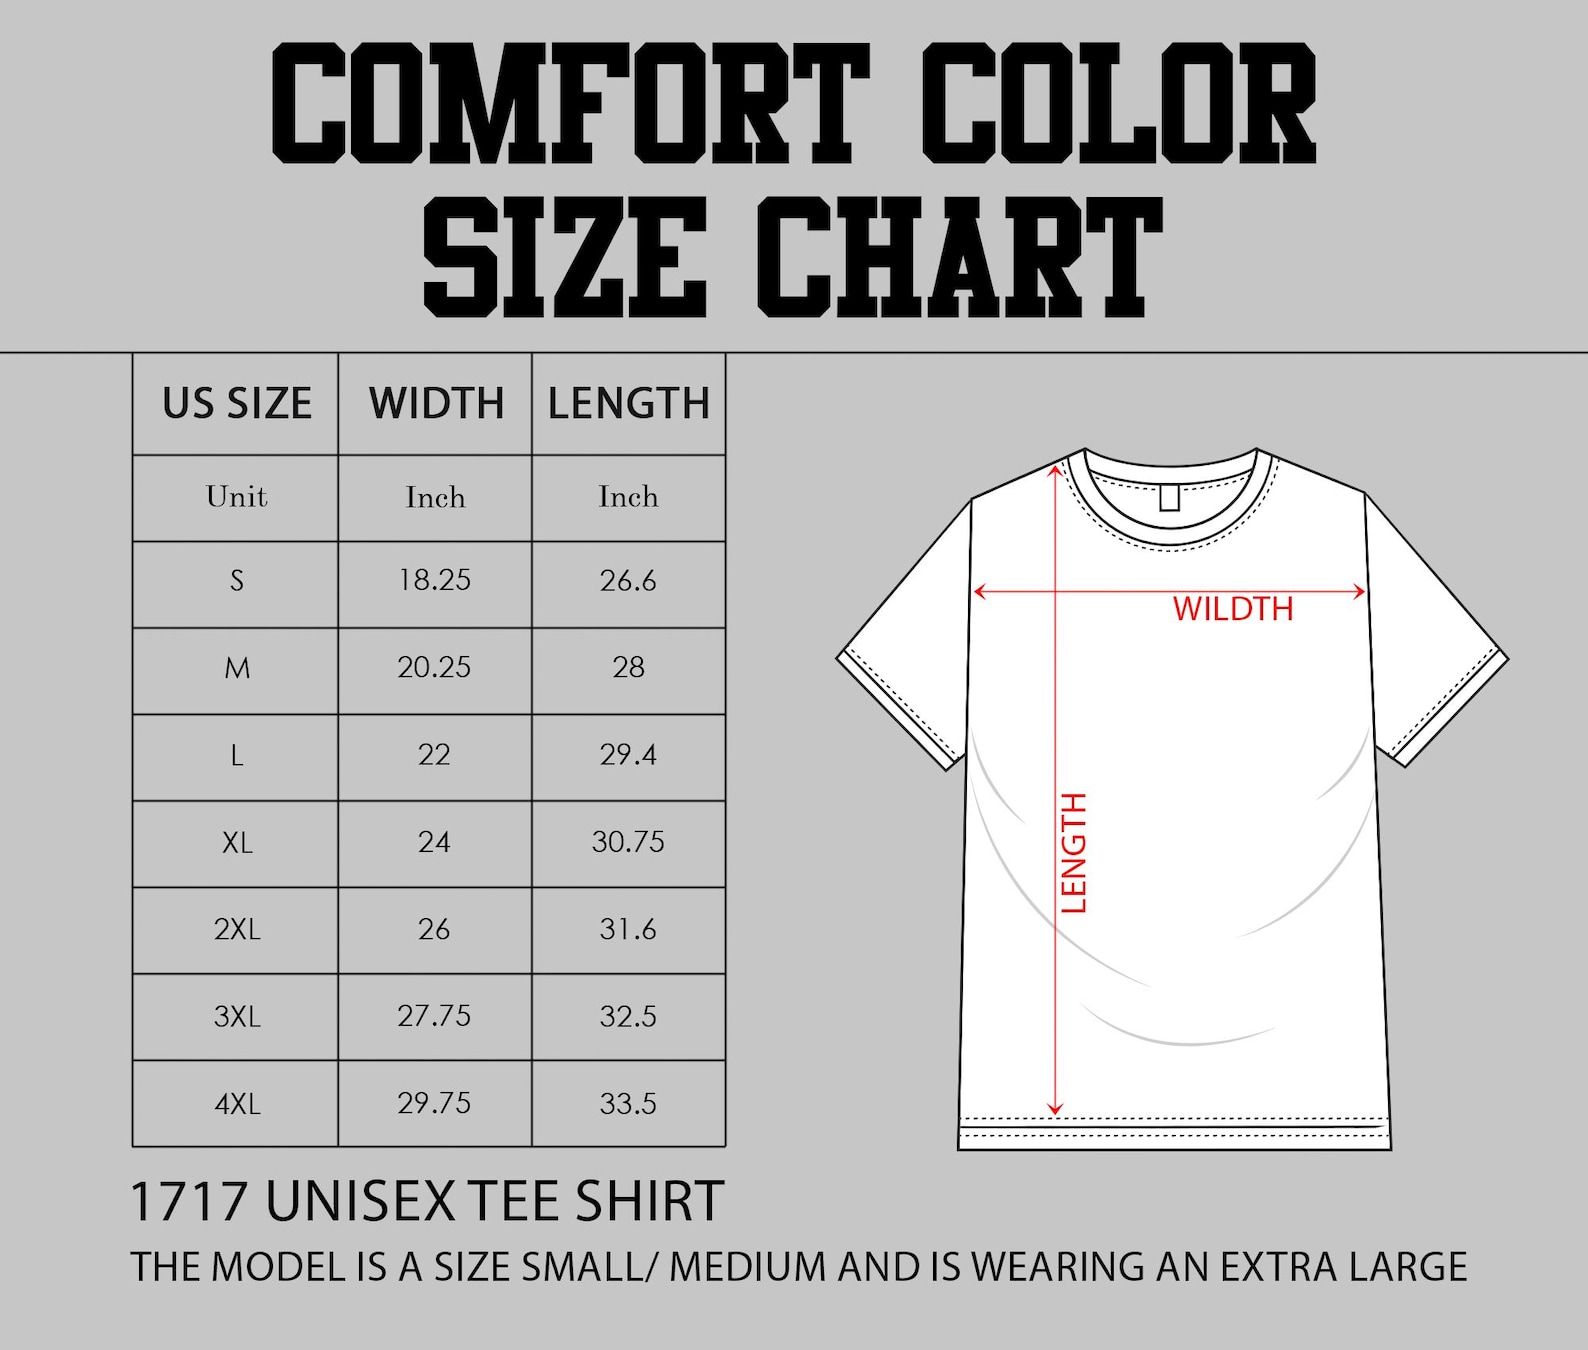 COMFORT COLOR
SIZE CHART
US SIZE WIDTH LENGTH
Unit Inch Inch
S 18.25 26.6
M 20.25 28
L 22 29.4
XL 24 30.75
2XL 26 31.6
3XL 27.75 32.5
4XL 29.75 33.5
WILDTH
LENGTH
1717 UNISEX TEE SHIRT
THE MODEL IS A SIZE SMALL/ MEDIUM AND IS WEARING AN EXTRA LARGE